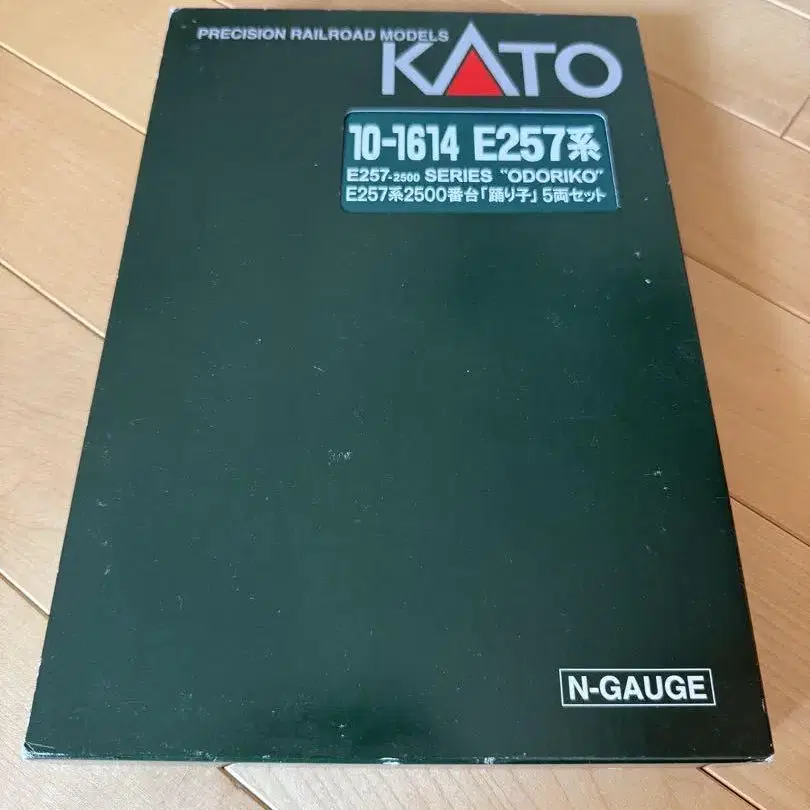 PRECISION RAILROAD MODELS
KATO
10-1614 E257系
E257-2500 SERIES "ODORIKO"
E257系2500番台「踊り子」5両セット
N-GAUGE